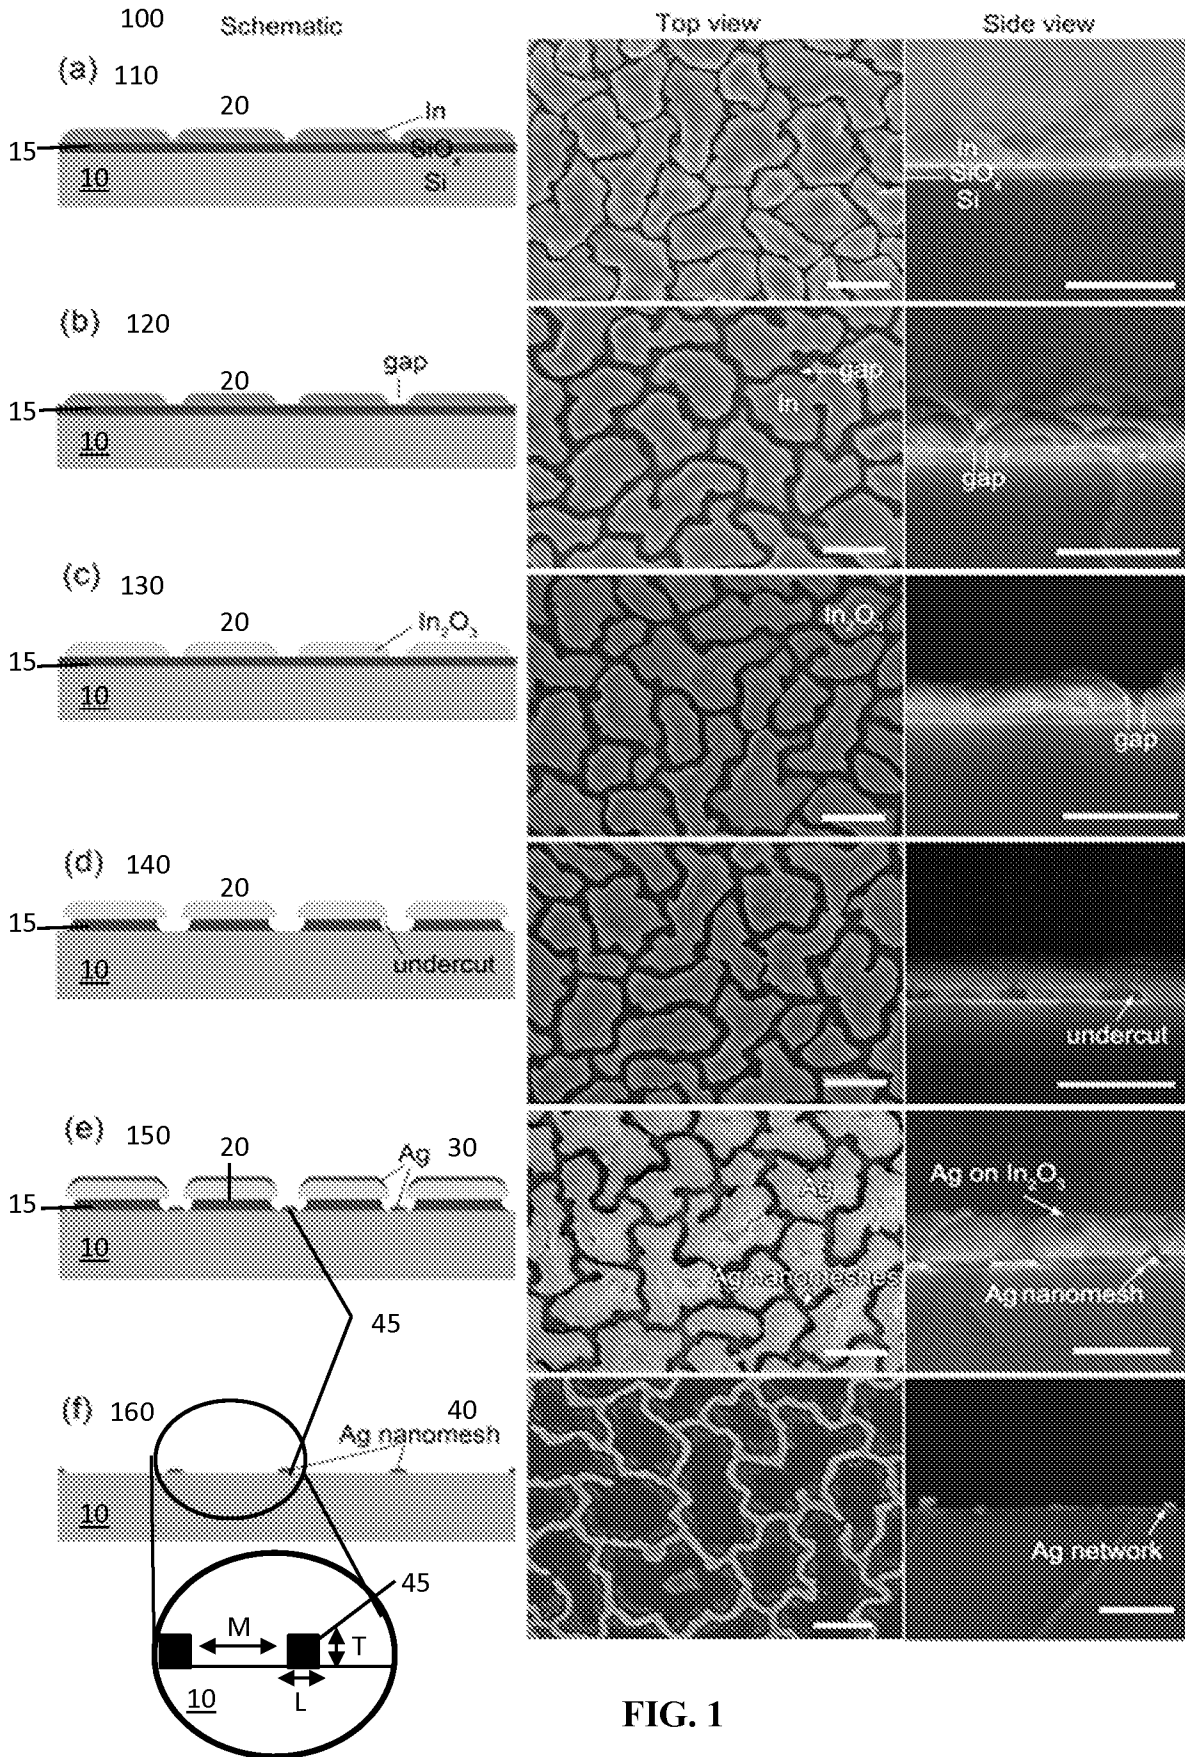 100 Schematic Top view Side view
(a) 110
20 In
15 SiOₓ
10 Si
In
SiOₓ
Si
(b) 120
20 gap
15
10
gap
In
gap
(c) 130
20 In₂O₃
15
10
gap
(d) 140
20
15
10 undercut
undercut
(e) 150 20 Ag 30
15
10
Ag
Ag nanomeshes
Ag on In₂O₃
Ag nanomesh
45
(f) 160 40
Ag nanomesh
10
Ag network
45
M T
10 L
FIG. 1